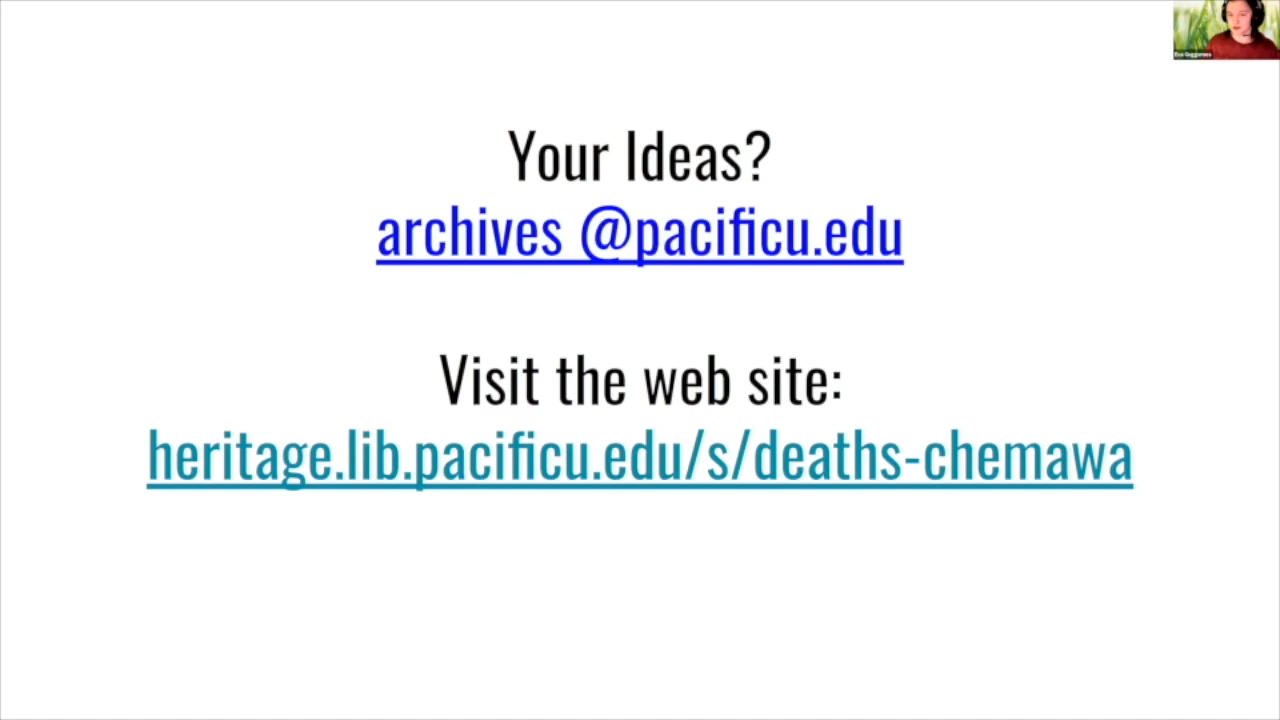 Your Ideas?
archives @pacificu.edu
Visit the web site:
heritage.lib.pacificu.edu/s/deaths-chemawa